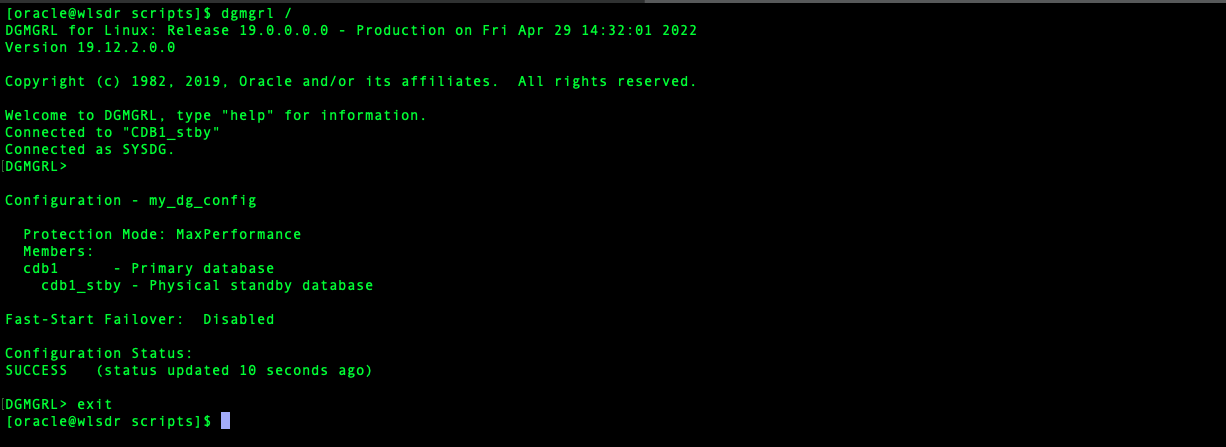 [oracle@wlsdr scripts]$ dgmgrl /
DGMGRL for Linux: Release 19.0.0.0.0 - Production on Fri Apr 29 14:32:01 2022
Version 19.12.2.0.0
Copyright (c) 1982, 2019, Oracle and/or its affiliates.  All rights reserved.
Welcome to DGMGRL, type "help" for information.
Connected to "CDB1_stby"
Connected as SYSDG.
DGMGRL>
Configuration - my_dg_config
  Protection Mode: MaxPerformance
  Members:
  cdb1      - Primary database
    cdb1_stby - Physical standby database
Fast-Start Failover:  Disabled
Configuration Status:
SUCCESS   (status updated 10 seconds ago)
DGMGRL> exit
[oracle@wlsdr scripts]$